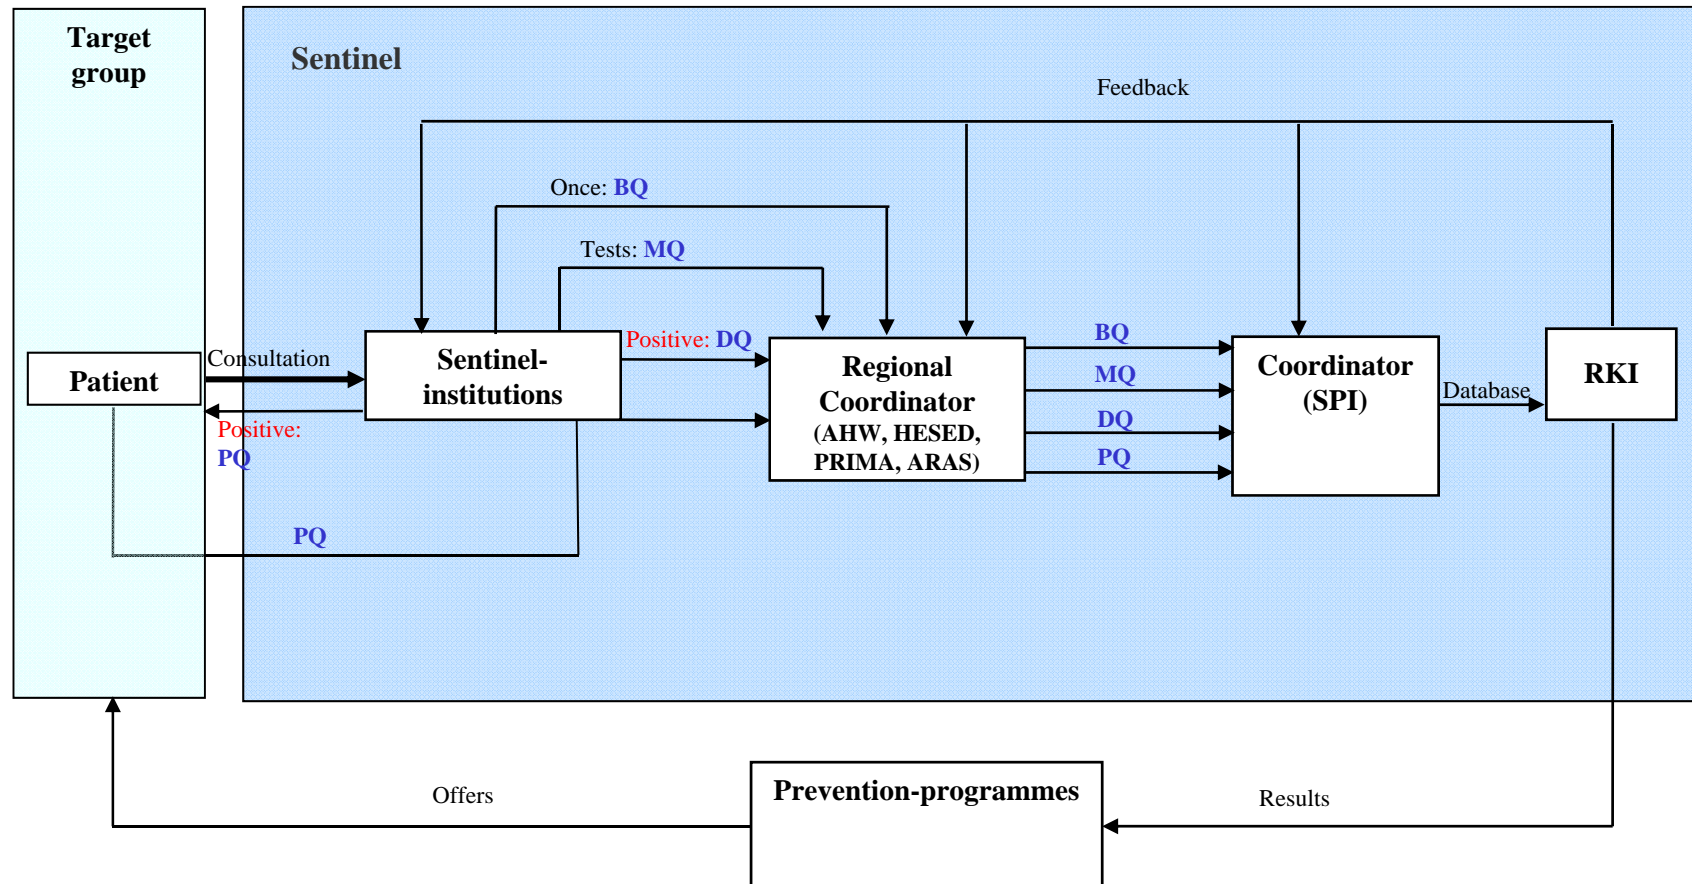 Target
group
Sentinel
Feedback
Once: BQ
Tests: MQ
Patient
Consultation
Positive:
PQ
Sentinel-
institutions
Positive: DQ
Regional
Coordinator
(AHW, HESED,
PRIMA, ARAS)
BQ
MQ
DQ
PQ
Coordinator
(SPI)
Database
RKI
PQ
Offers
Prevention-programmes
Results